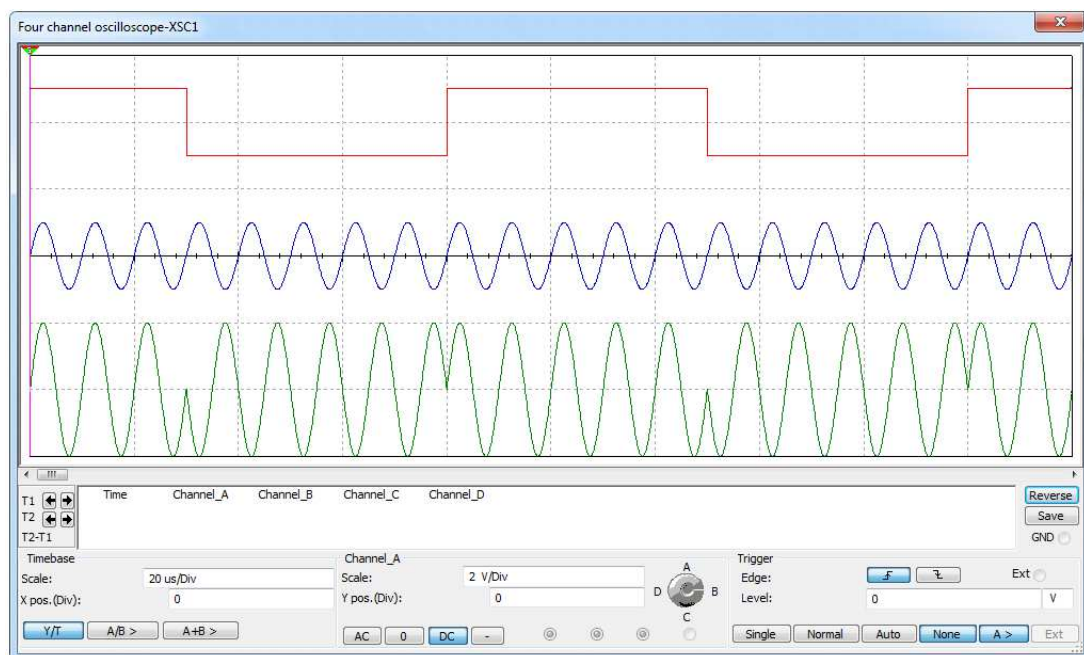 Four channel oscilloscope-XSC1
T1
T2
T2-T1
Time Channel_A Channel_B Channel_C Channel_D
Reverse
Save
GND
Timebase
Scale: 20 us/Div
X pos.(Div): 0
Y/T A/B > A+B >
Channel_A
Scale: 2 V/Div
Y pos.(Div): 0
AC 0 DC -
A
D B
C
Trigger
Edge: Ext
Level: 0 V
Single Normal Auto None A > Ext